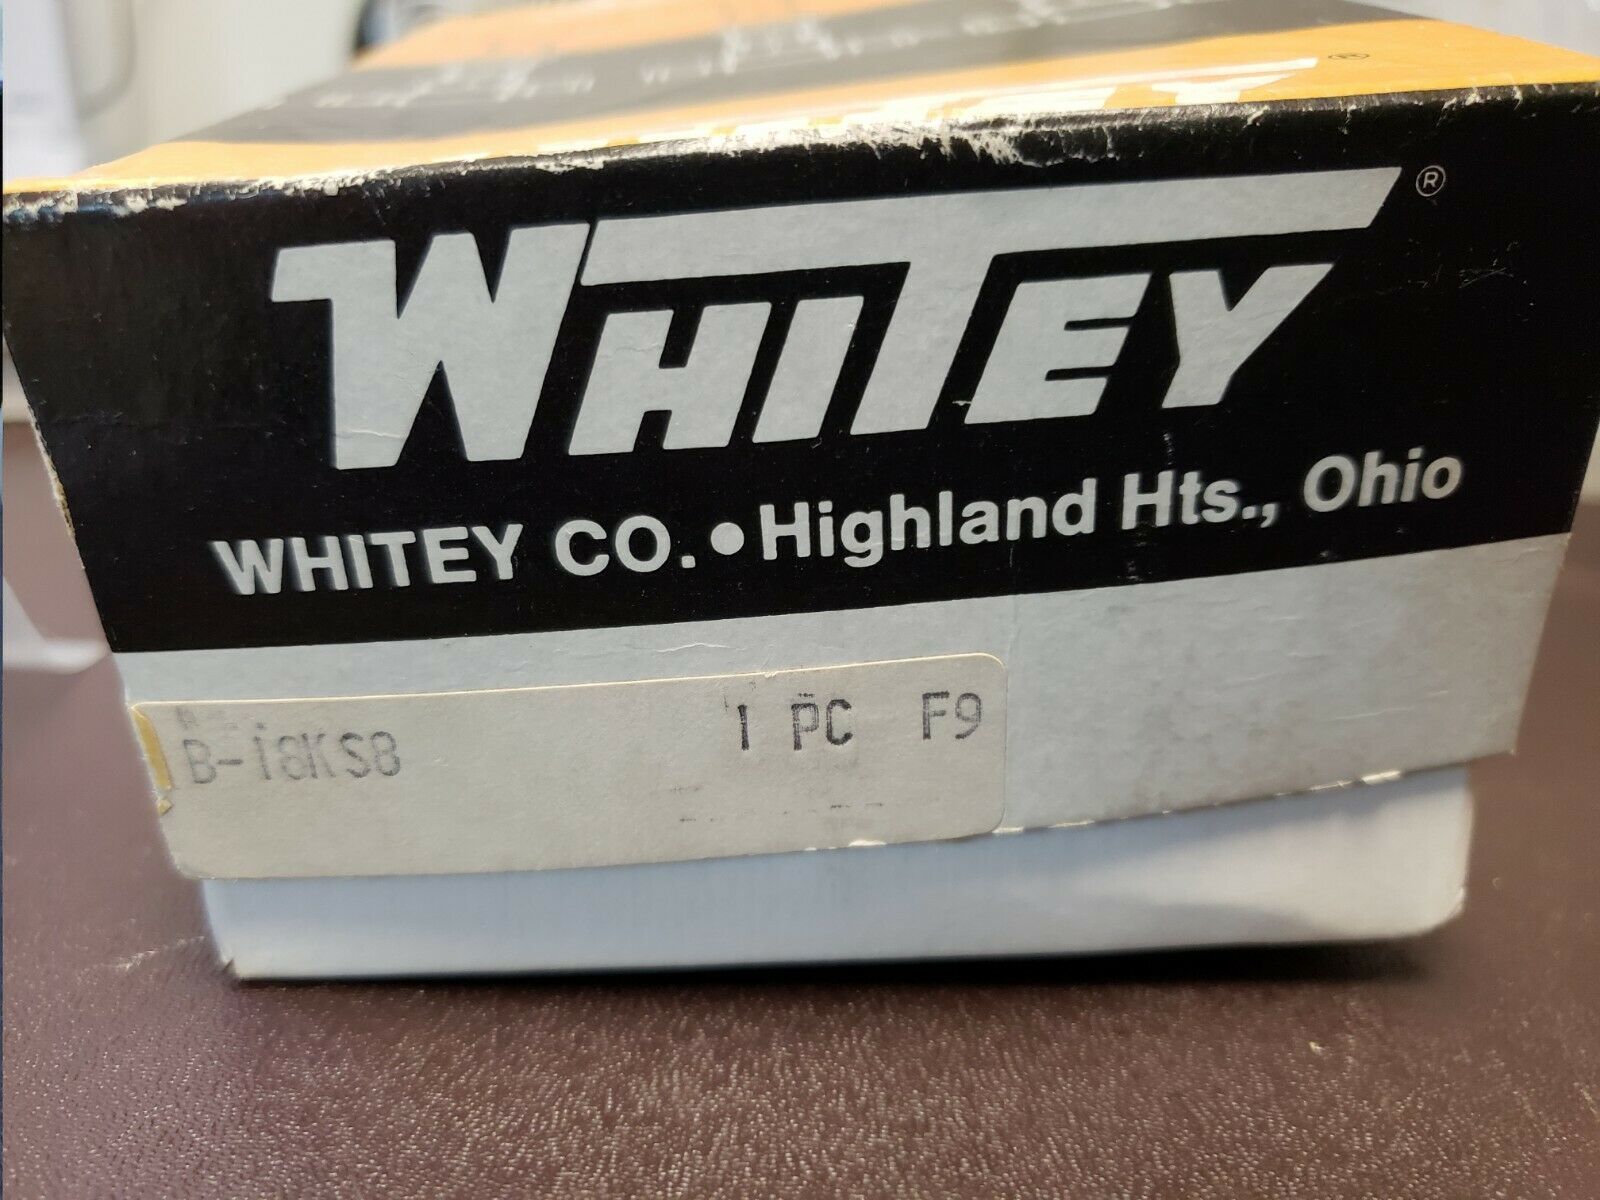 WHITEY®
WHITEY CO. • Highland Hts., Ohio
B-18KS8 1 PC F9